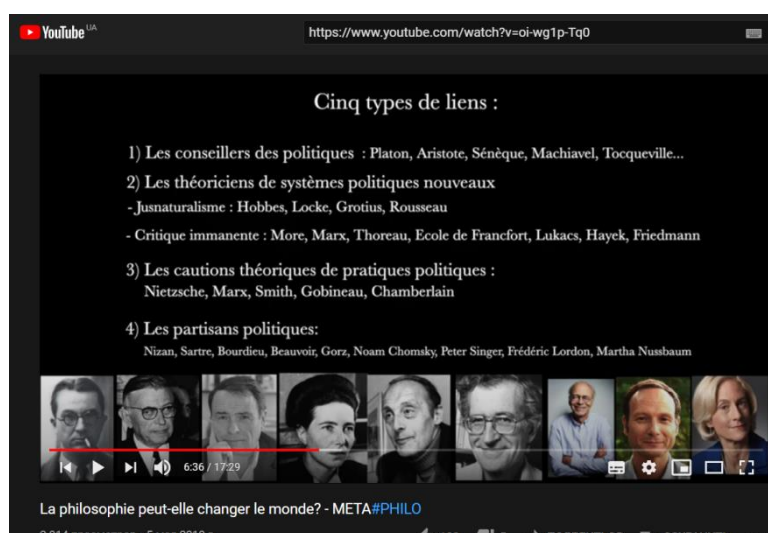 YouTube UA
https://www.youtube.com/watch?v=oi-wg1p-Tq0
Cinq types de liens :
1) Les conseillers des politiques : Platon, Aristote, Sénèque, Machiavel, Tocqueville...
2) Les théoriciens de systèmes politiques nouveaux
- Jusnaturalisme : Hobbes, Locke, Grotius, Rousseau
- Critique immanente : More, Marx, Thoreau, Ecole de Francfort, Lukacs, Hayek, Friedmann
3) Les cautions théoriques de pratiques politiques :
Nietzsche, Marx, Smith, Gobineau, Chamberlain
4) Les partisans politiques:
Nizan, Sartre, Bourdieu, Beauvoir, Gorz, Noam Chomsky, Peter Singer, Frédéric Lordon, Martha Nussbaum
6:36 / 17:29
La philosophie peut-elle changer le monde? - META#PHILO